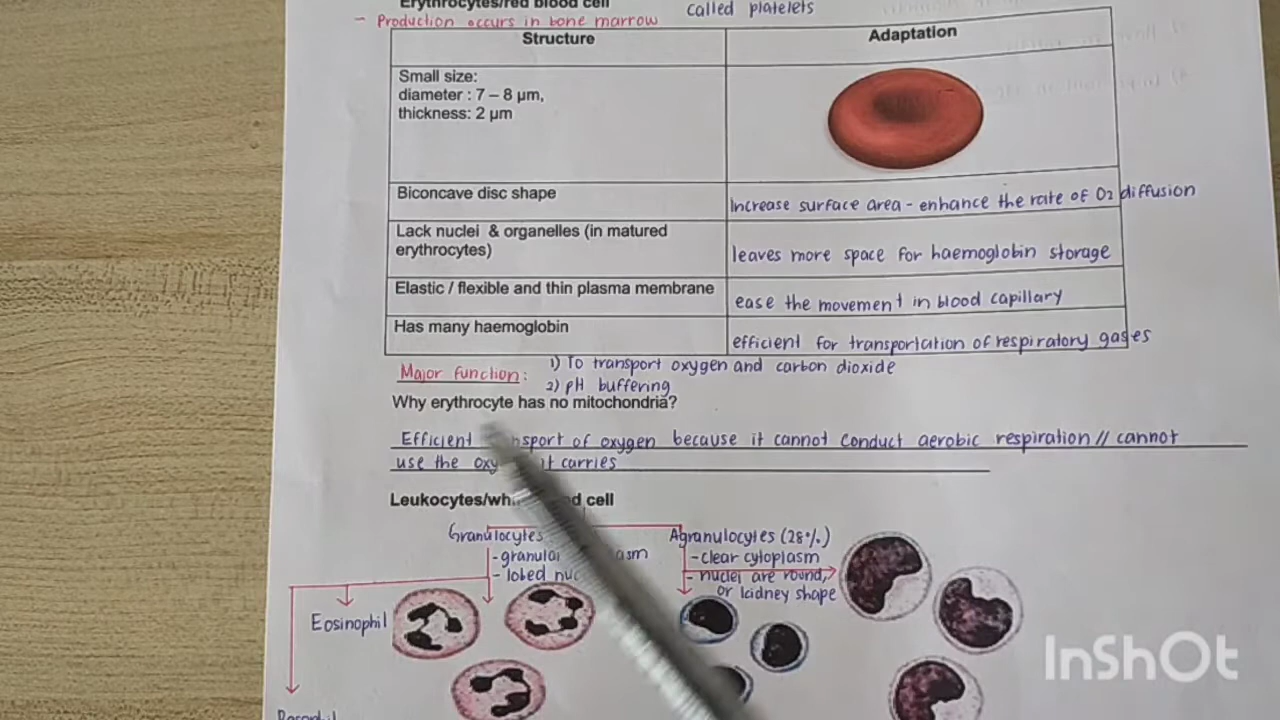 Erythrocytes/red blood cell
called platelets
- Production occurs in bone marrow
Structure
Adaptation
Small size:
diameter : 7 – 8 µm,
thickness: 2 µm
Biconcave disc shape
Increase surface area - enhance the rate of O2 diffusion
Lack nuclei & organelles (in matured
erythrocytes)
leaves more space for haemoglobin storage
Elastic / flexible and thin plasma membrane
ease the movement in blood capillary
Has many haemoglobin
efficient for transportation of respiratory gases
Major function:
1) To transport oxygen and carbon dioxide
2) pH buffering
Why erythrocyte has no mitochondria?
Efficient of oxygen because it cannot conduct aerobic respiration // cannot
use the it carries
Leukocytes/ cell
Granulocytes
- lobed
Agranulocytes (28%)
- clear cytoplasm
- nuclei are round,
or kidney shape
Eosinophil
InShOt